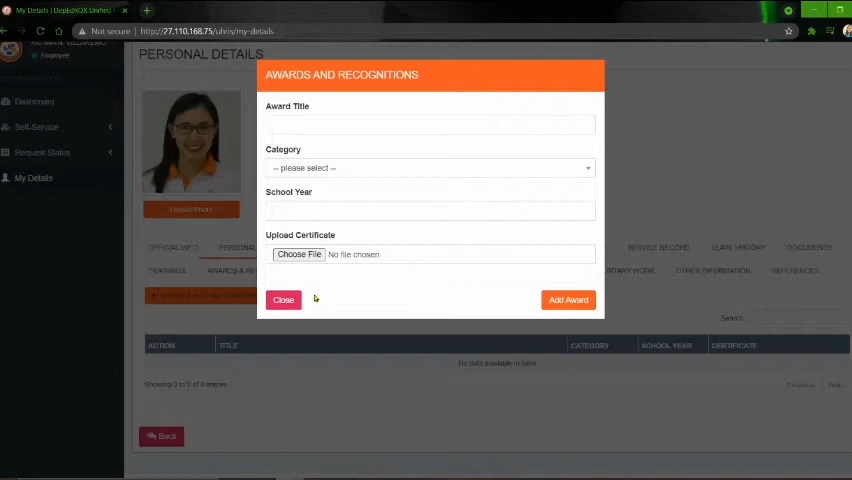 My Details | DepEdROX Unified
Not secure | http://27.110.168.75/uhris/my-details
Employee
PERSONAL DETAILS
Dashboard
Self-Service
Request Status
My Details
Upload Photo
AWARDS AND RECOGNITIONS
Award Title
Category
-- please select --
School Year
Upload Certificate
Choose File No file chosen
Close
Add Award
OFFICIAL INFO
SERVICE RECORD
LEAVE HISTORY
DOCUMENTS
TRAININGS
OTHER INFORMATION
REFERENCES
Search:
ACTION TITLE CATEGORY SCHOOL YEAR CERTIFICATE
No data available in table
Showing 0 to 0 of 0 entries
Previous
Back